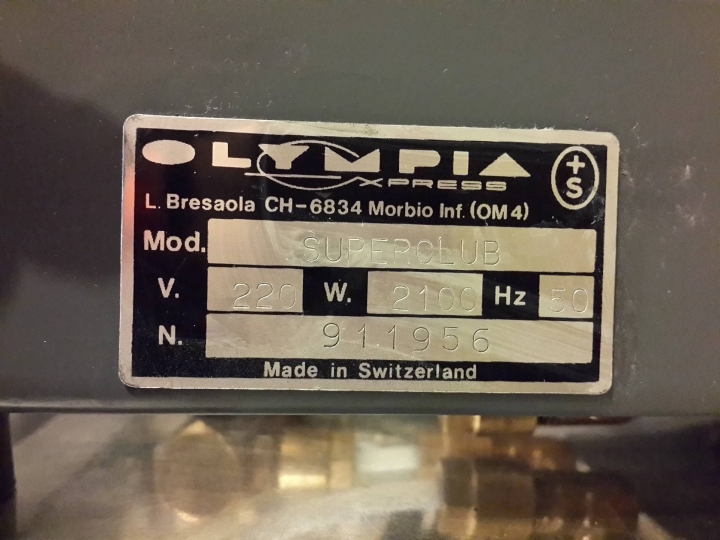 OLYMPIA
XPRESS
+S
L. Bresaola CH-6834 Morbio Inf. (OM4)
Mod. SUPERCLUB
V. 220 W. 2100 Hz 50
N. 911956
Made in Switzerland